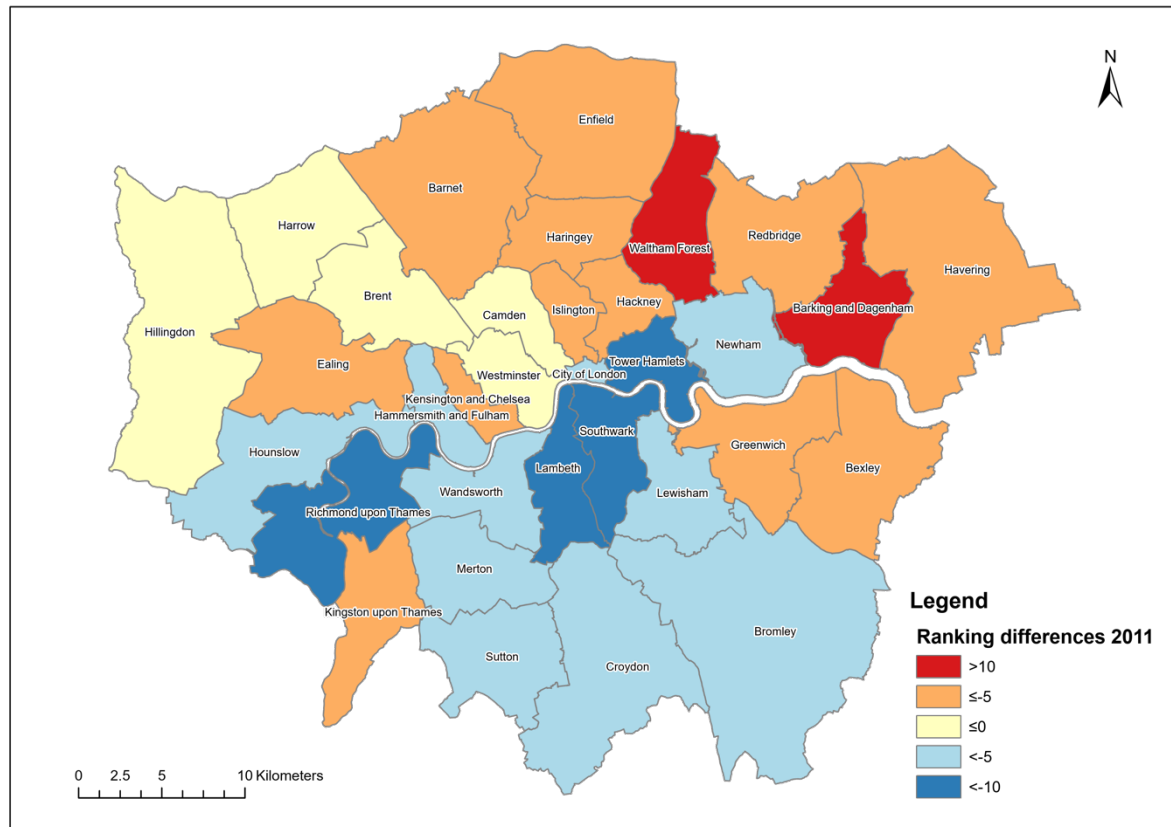 N
Enfield
Barnet
Harrow
Haringey
Waltham Forest
Redbridge
Havering
Hillingdon
Brent
Camden
Islington
Hackney
Barking and Dagenham
Ealing
Westminster
City of London
Tower Hamlets
Newham
Kensington and Chelsea
Hammersmith and Fulham
Hounslow
Southwark
Greenwich
Bexley
Lambeth
Wandsworth
Lewisham
Richmond upon Thames
Merton
Kingston upon Thames
Sutton
Croydon
Bromley
Legend
Ranking differences 2011
>10
≤-5
≤0
<-5
<-10
0 2.5 5 10 Kilometers